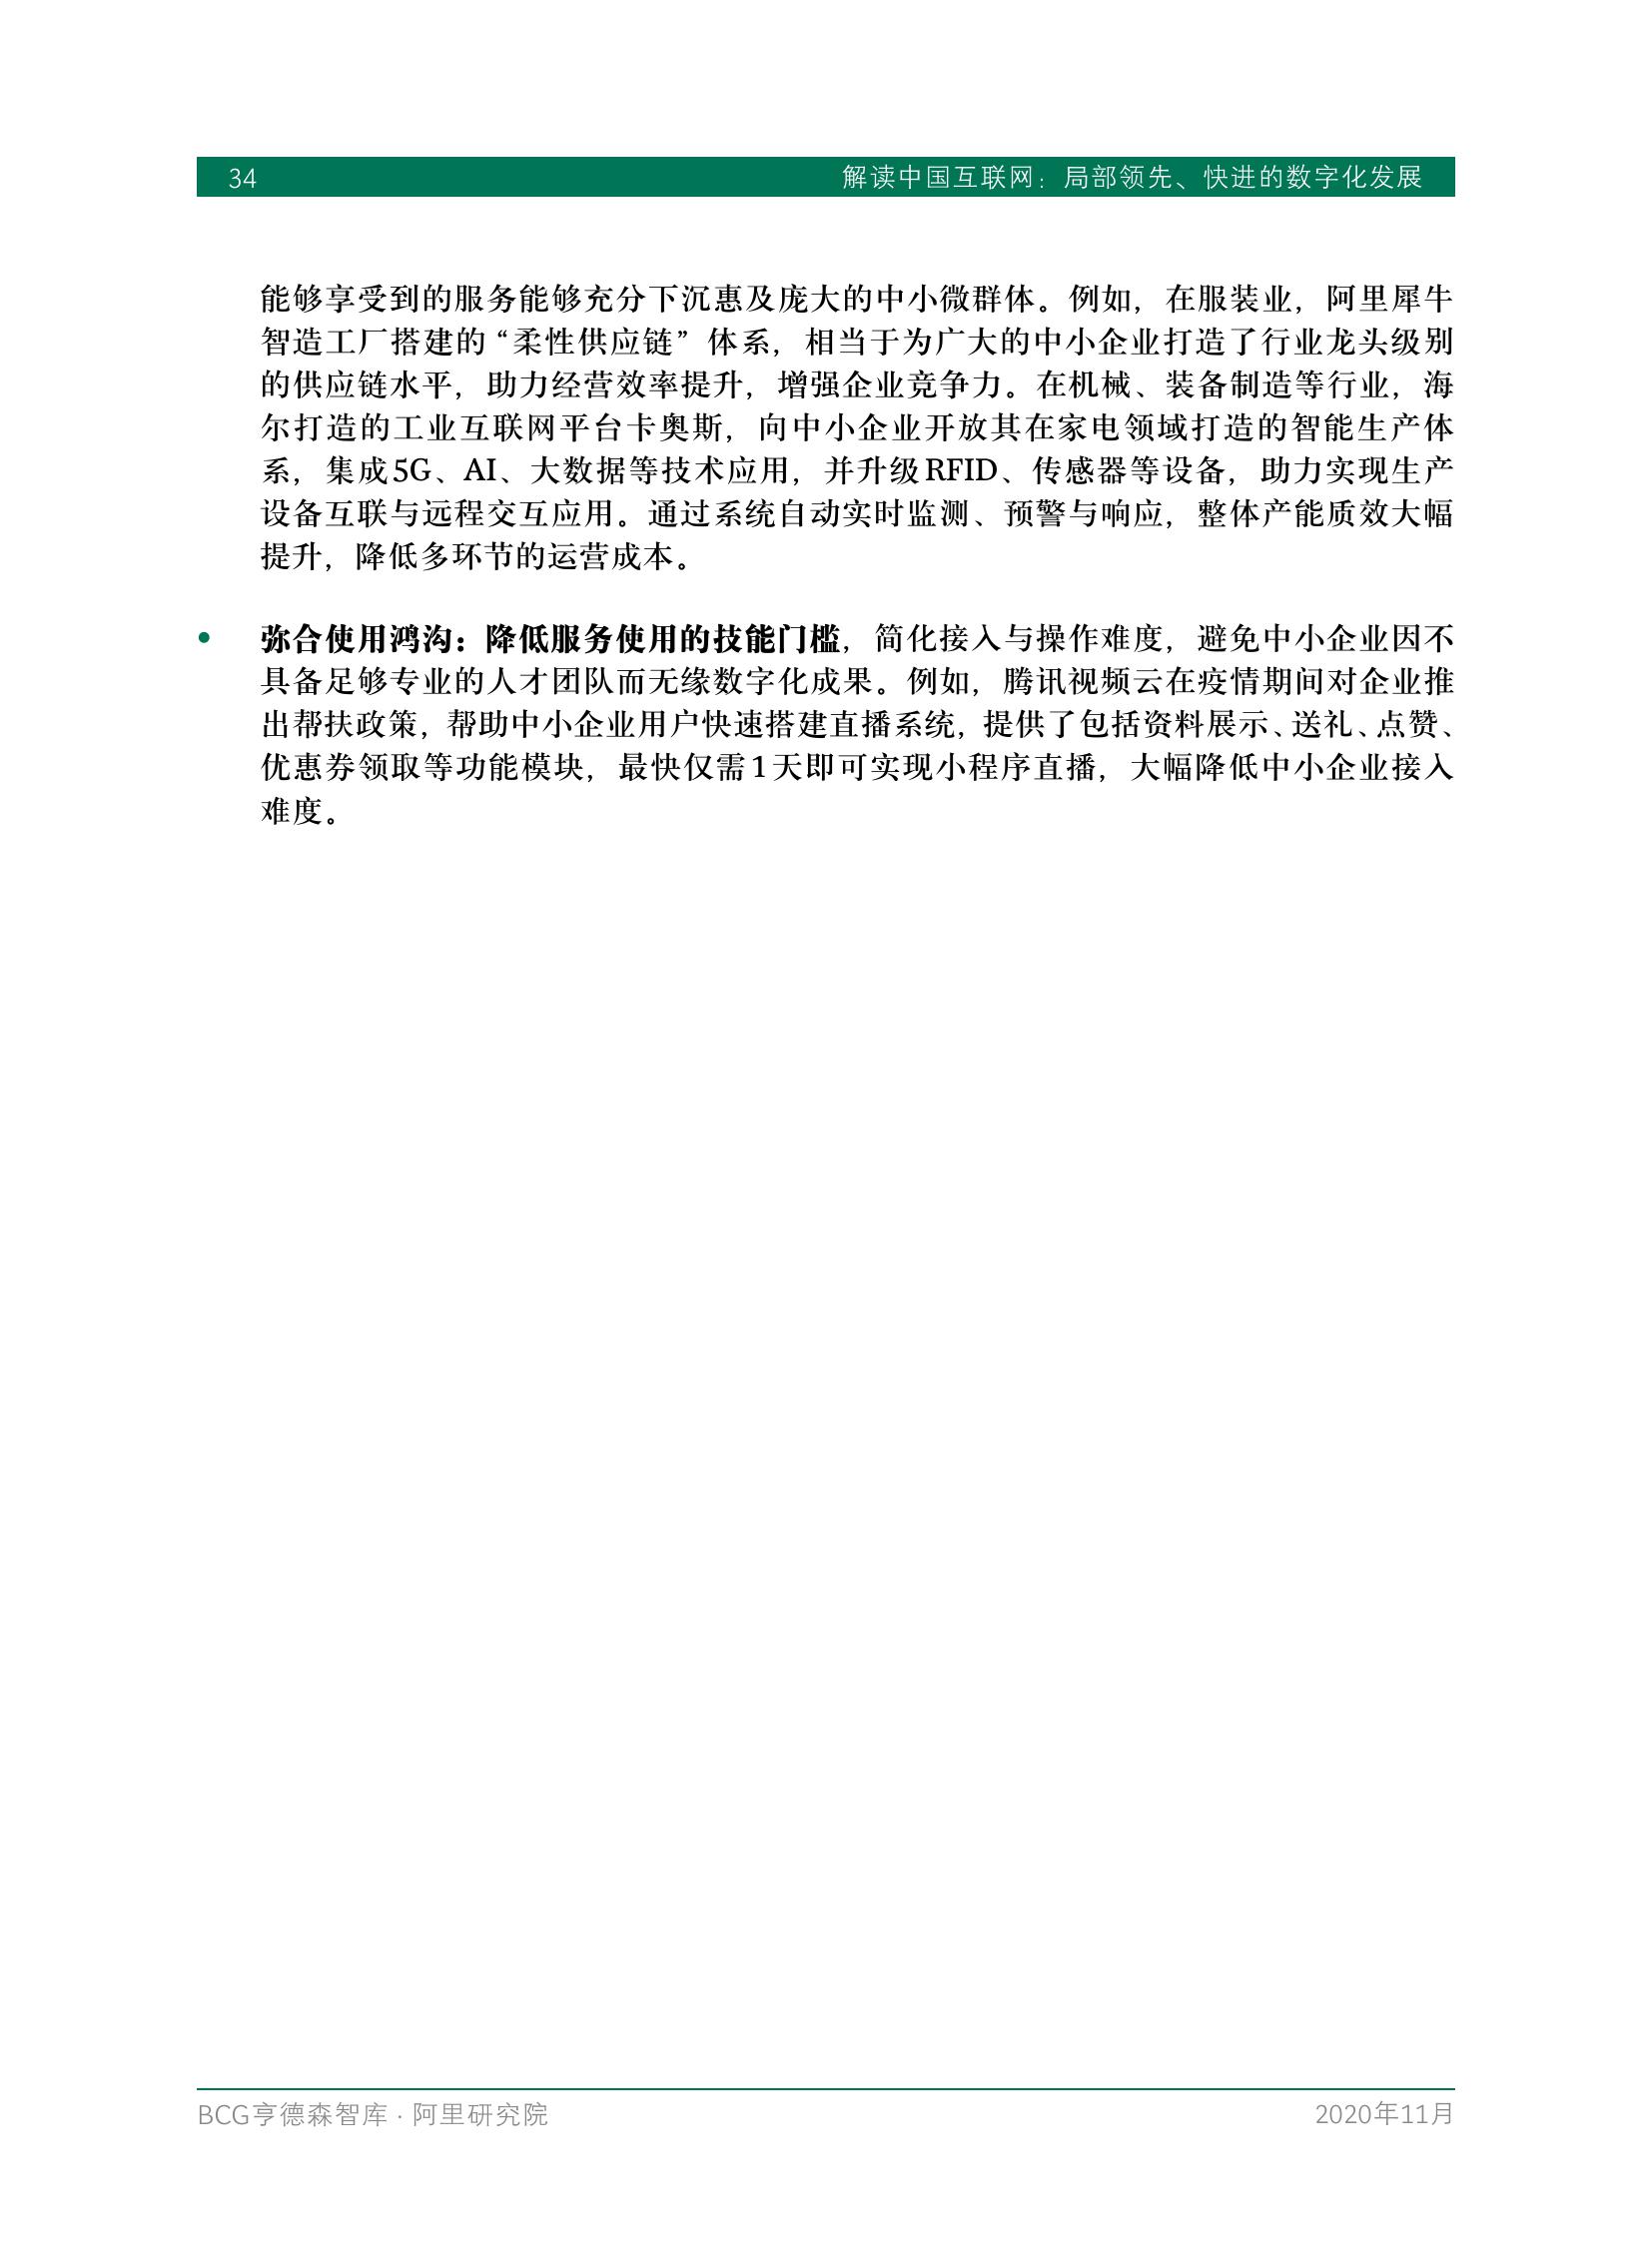 34
解读中国互联网：局部领先、快进的数字化发展
能够享受到的服务能够充分下沉惠及庞大的中小微群体。例如，在服装业，阿里犀牛
智造工厂搭建的“柔性供应链”体系，相当于为广大的中小企业打造了行业龙头级别
的供应链水平，助力经营效率提升，增强企业竞争力。在机械、装备制造等行业，海
尔打造的工业互联网平台卡奥斯，向中小企业开放其在家电领域打造的智能生产体
系，集成5G、AI、大数据等技术应用，并升级RFID、传感器等设备，助力实现生产
设备互联与远程交互应用。通过系统自动实时监测、预警与响应，整体产能质效大幅
提升，降低多环节的运营成本。
• 弥合使用鸿沟：降低服务使用的技能门槛，简化接入与操作难度，避免中小企业因不
具备足够专业的人才团队而无缘数字化成果。例如，腾讯视频云在疫情期间对企业推
出帮扶政策，帮助中小企业用户快速搭建直播系统，提供了包括资料展示、送礼、点赞、
优惠券领取等功能模块，最快仅需1天即可实现小程序直播，大幅降低中小企业接入
难度。
BCG亨德森智库 · 阿里研究院
2020年11月